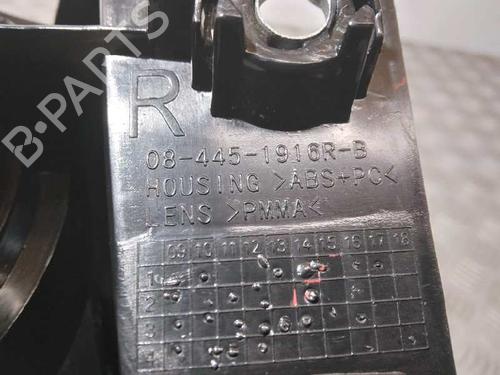 R
08-445-1916R-B
HOUSING >ABS+PC<
LENS >PMMA<
09 10 11 12 13 14 15 16 17 18
1
2
3
4
B-PARTS